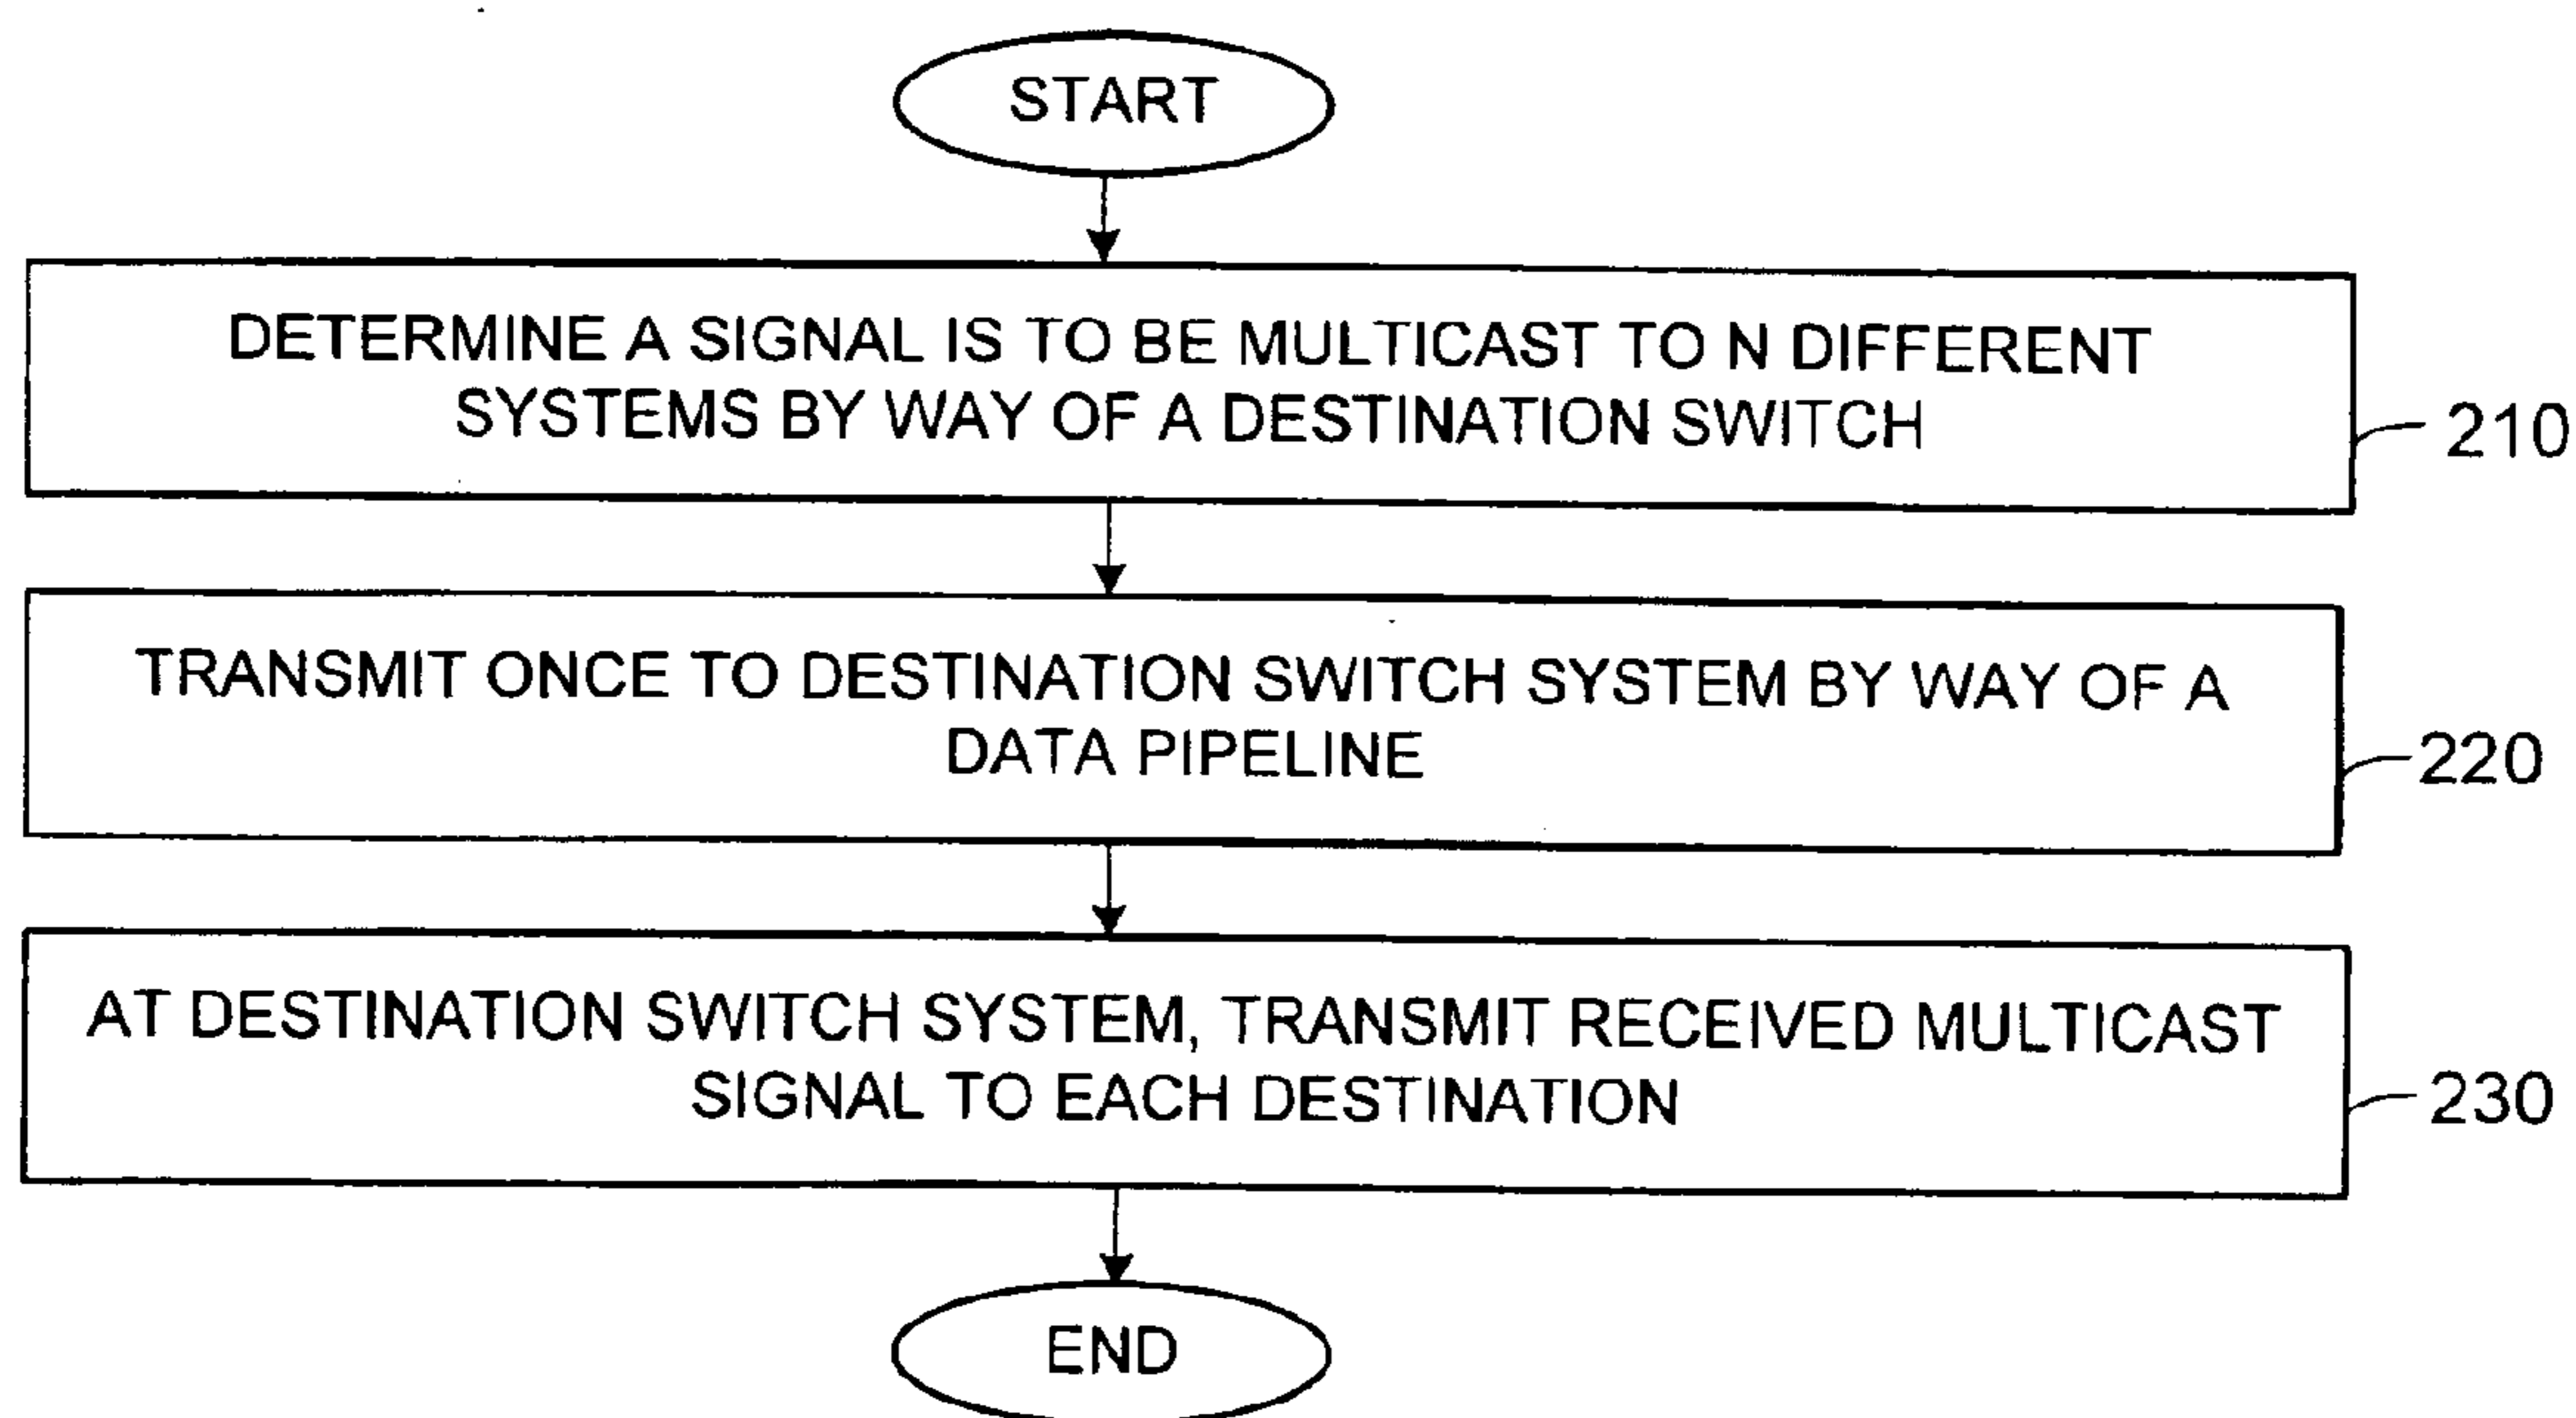 START
DETERMINE A SIGNAL IS TO BE MULTICAST TO N DIFFERENT
SYSTEMS BY WAY OF A DESTINATION SWITCH
210
TRANSMIT ONCE TO DESTINATION SWITCH SYSTEM BY WAY OF A
DATA PIPELINE
220
AT DESTINATION SWITCH SYSTEM, TRANSMIT RECEIVED MULTICAST
SIGNAL TO EACH DESTINATION
230
END